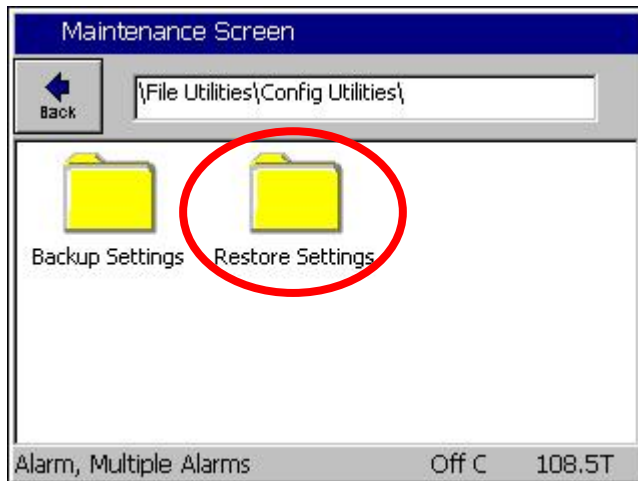 Maintenance Screen
Back
\File Utilities\Config Utilities\
Backup Settings Restore Settings
Alarm, Multiple Alarms Off C 108.5T